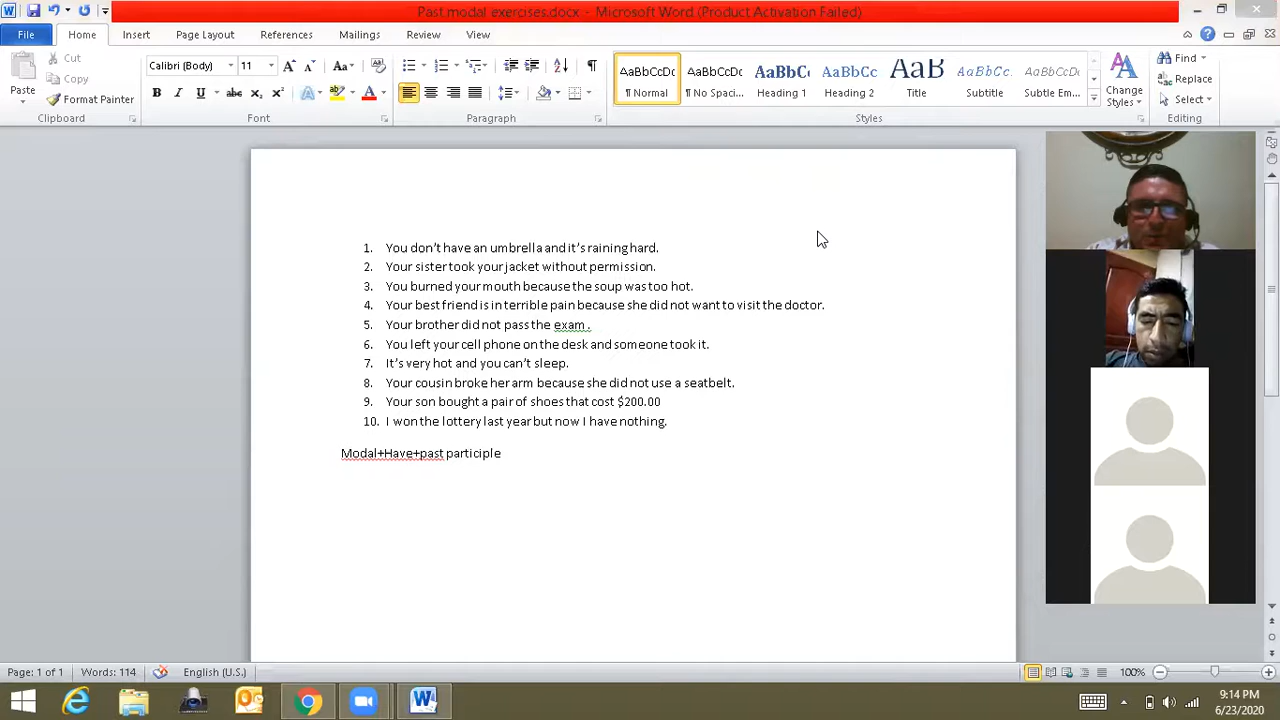 Past modal exercises.docx - Microsoft Word (Product Activation Failed)
File Home Insert Page Layout References Mailings Review View
Cut
Copy
Paste
Format Painter
Clipboard
Calibri (Body) 11
Font
Paragraph
AaBbCcDc AaBbCcDc AaBbC AaBbCc AaB AaBbCc. AaBbCcDc
¶ Normal ¶ No Spaci... Heading 1 Heading 2 Title Subtitle Subtle Em...
Styles
Change Styles
Find
Replace
Select
Editing
1. You don't have an umbrella and it's raining hard.
2. Your sister took your jacket without permission.
3. You burned your mouth because the soup was too hot.
4. Your best friend is in terrible pain because she did not want to visit the doctor.
5. Your brother did not pass the exam .
6. You left your cell phone on the desk and someone took it.
7. It's very hot and you can't sleep.
8. Your cousin broke her arm because she did not use a seatbelt.
9. Your son bought a pair of shoes that cost $200.00
10. I won the lottery last year but now I have nothing.
Modal+Have+past participle
Page: 1 of 1 Words: 114 English (U.S.) 100%
9:14 PM
6/23/2020